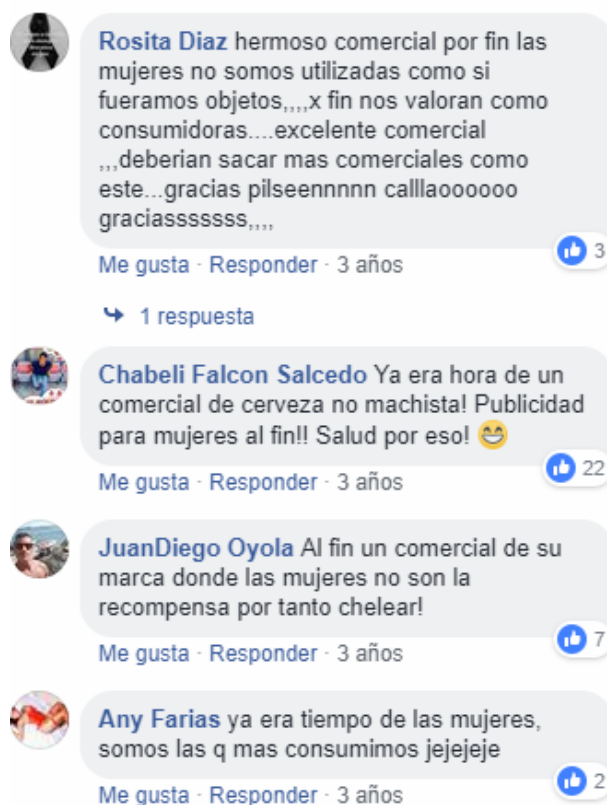 Rosita Diaz hermoso comercial por fin las
mujeres no somos utilizadas como si
fueramos objetos,,,,x fin nos valoran como
consumidoras....excelente comercial
,,,deberian sacar mas comerciales como
este...gracias pilseennnnn calllaoooooo
graciasssssss,,,,
3
Me gusta · Responder · 3 años
1 respuesta
Chabeli Falcon Salcedo Ya era hora de un
comercial de cerveza no machista! Publicidad
para mujeres al fin!! Salud por eso! 😁
22
Me gusta · Responder · 3 años
JuanDiego Oyola Al fin un comercial de su
marca donde las mujeres no son la
recompensa por tanto chelear!
7
Me gusta · Responder · 3 años
Any Farias ya era tiempo de las mujeres,
somos las q mas consumimos jejejeje
2
Me gusta · Responder · 3 años